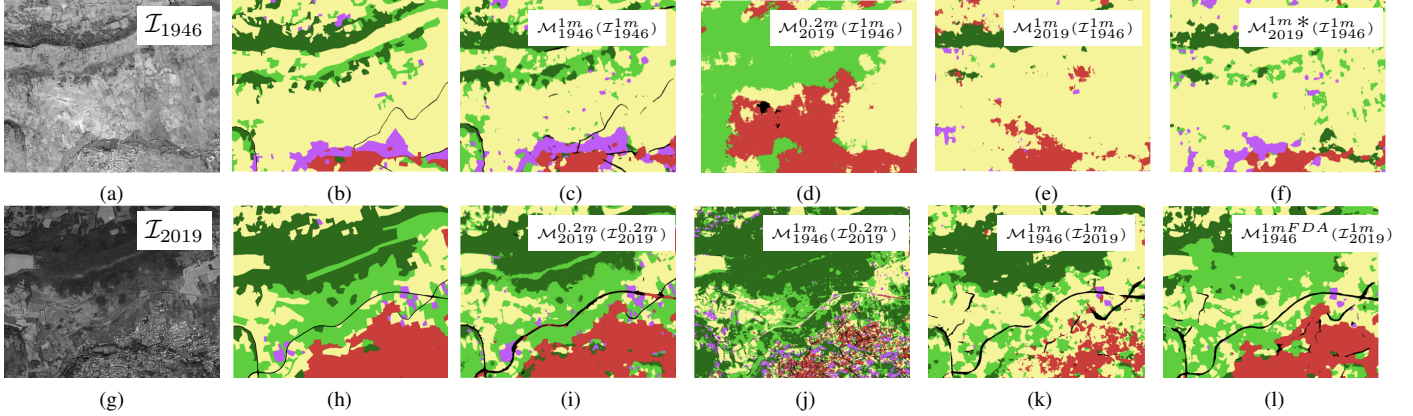 I₁₉₄₆
M¹ᵐ₁₉₄₆(I¹ᵐ₁₉₄₆)
M⁰·²ᵐ₂₀₁₉(I¹ᵐ₁₉₄₆)
M¹ᵐ₂₀₁₉(I¹ᵐ₁₉₄₆)
M¹ᵐ*₂₀₁₉(I¹ᵐ₁₉₄₆)
(a) (b) (c) (d) (e) (f)
I₂₀₁₉
M⁰·²ᵐ₂₀₁₉(I⁰·²ᵐ₂₀₁₉)
M¹ᵐ₁₉₄₆(I⁰·²ᵐ₂₀₁₉)
M¹ᵐ₁₉₄₆(I¹ᵐ₂₀₁₉)
M¹ᵐFDA₁₉₄₆(I¹ᵐ₂₀₁₉)
(g) (h) (i) (j) (k) (l)